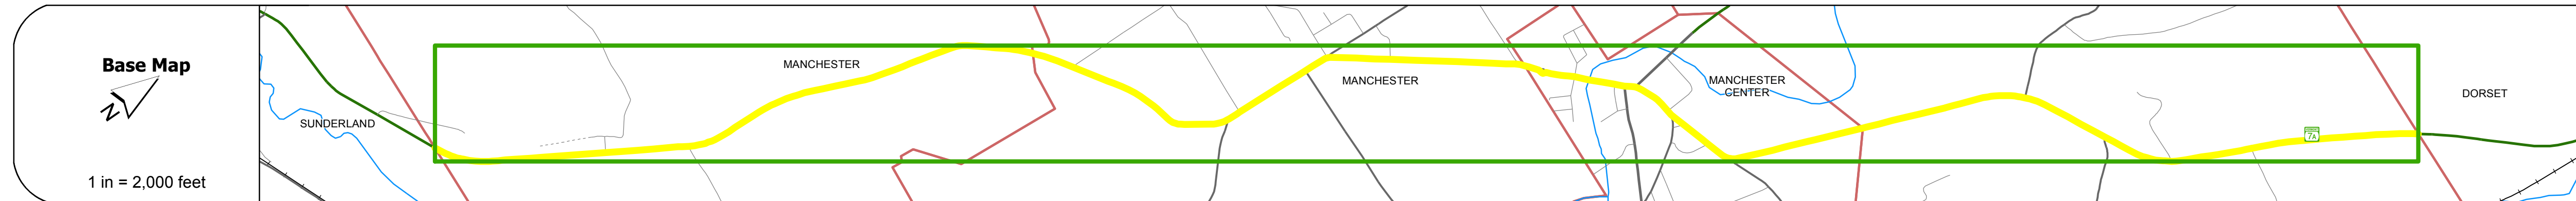 Base Map
N
1 in = 2,000 feet
SUNDERLAND
MANCHESTER
MANCHESTER
MANCHESTER
CENTER
7A
DORSET